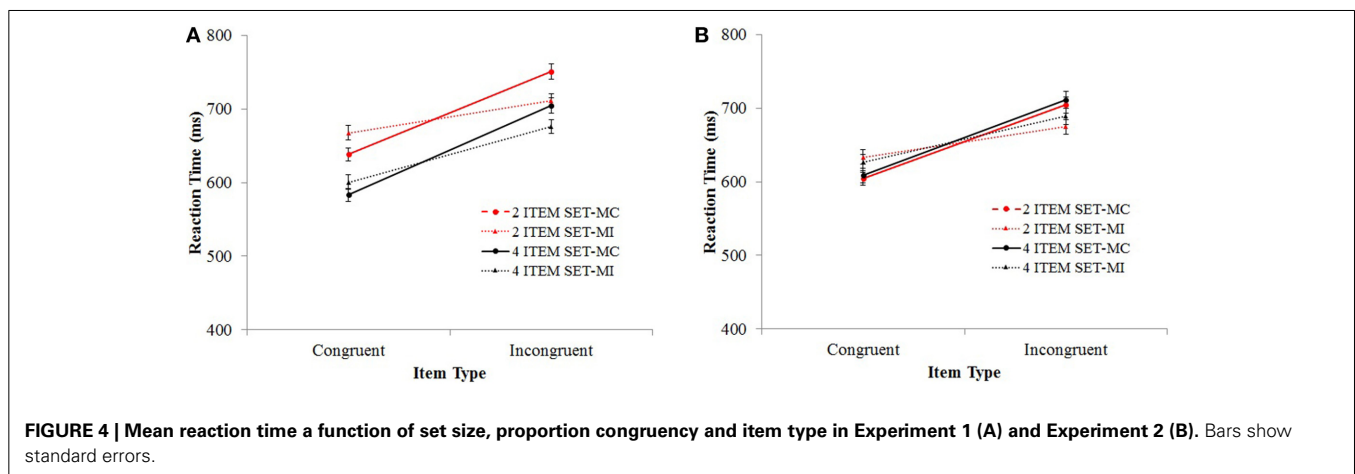 A
800
700
600
500
400
Reaction Time (ms)
2 ITEM SET-MC
2 ITEM SET-MI
4 ITEM SET-MC
4 ITEM SET-MI
Congruent Incongruent
Item Type
B
800
700
600
500
400
Reaction Time (ms)
2 ITEM SET-MC
2 ITEM SET-MI
4 ITEM SET-MC
4 ITEM SET-MI
Congruent Incongruent
Item Type
FIGURE 4 | Mean reaction time a function of set size, proportion congruency and item type in Experiment 1 (A) and Experiment 2 (B). Bars show
standard errors.